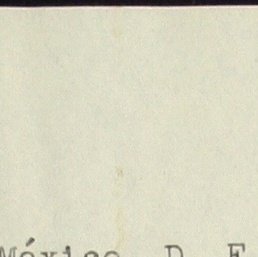 México, D. F.